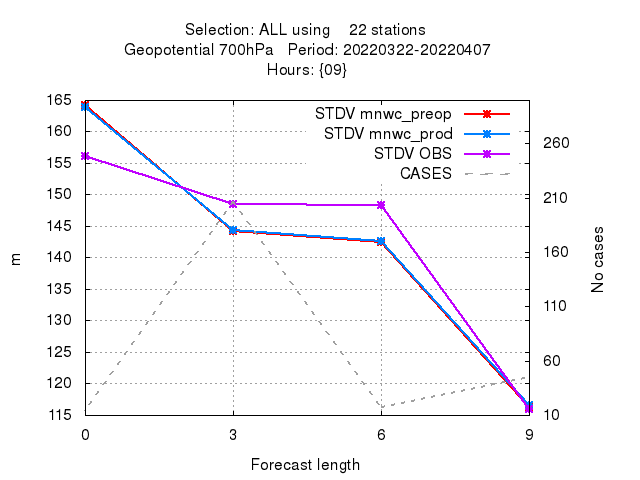 Selection: ALL using 22 stations
Geopotential 700hPa Period: 20220322-20220407
Hours: {09}
165
160
155
150
145
140
135
130
125
120
115
m
STDV mnwc_preop
STDV mnwc_prod
STDV OBS
CASES
260
210
160
110
60
10
No cases
0 3 6 9
Forecast length